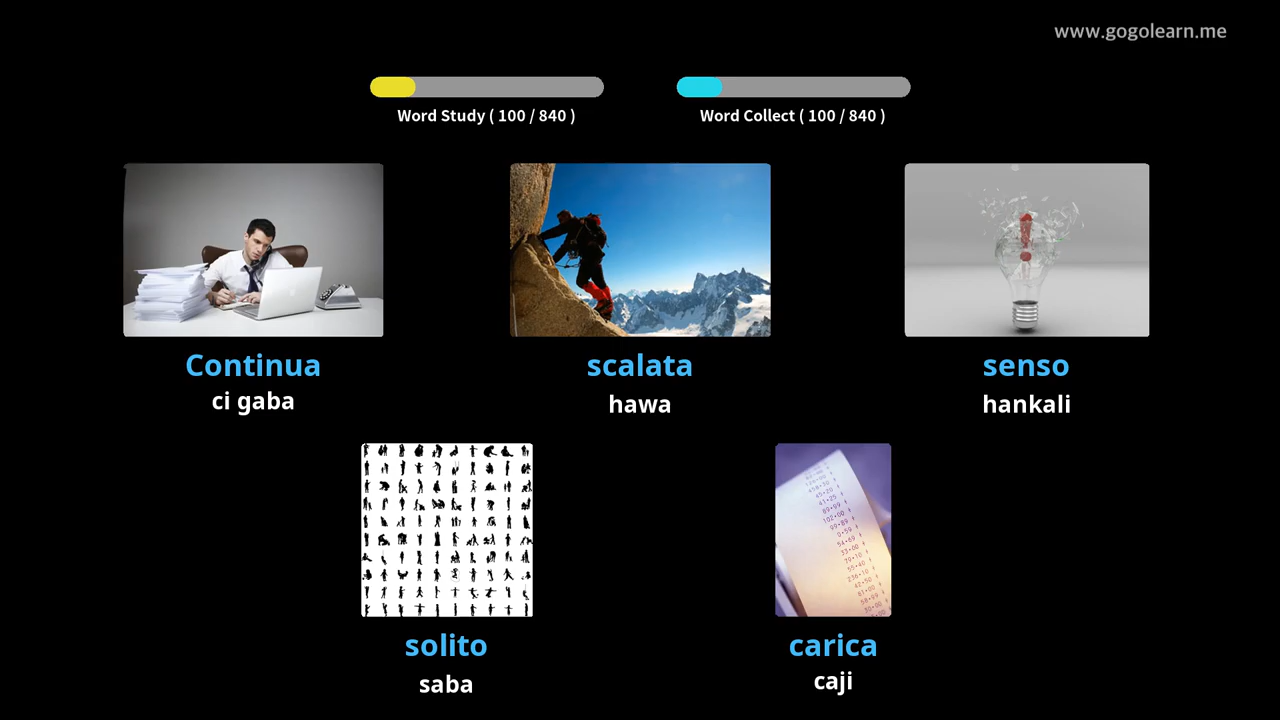 www.gogolearn.me
Word Study ( 100 / 840 )
Word Collect ( 100 / 840 )
Continua
ci gaba
scalata
hawa
senso
hankali
solito
saba
carica
caji